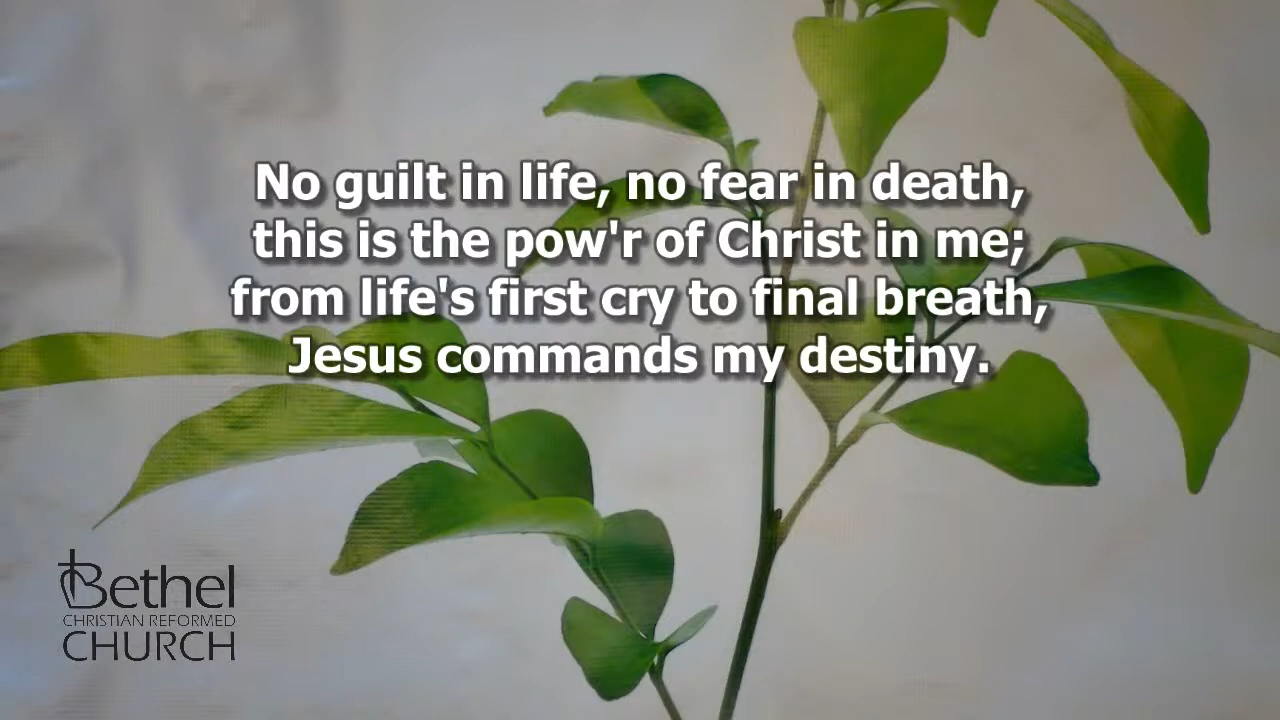 No guilt in life, no fear in death,
this is the pow'r of Christ in me;
from life's first cry to final breath,
Jesus commands my destiny.
Bethel
CHRISTIAN REFORMED
CHURCH